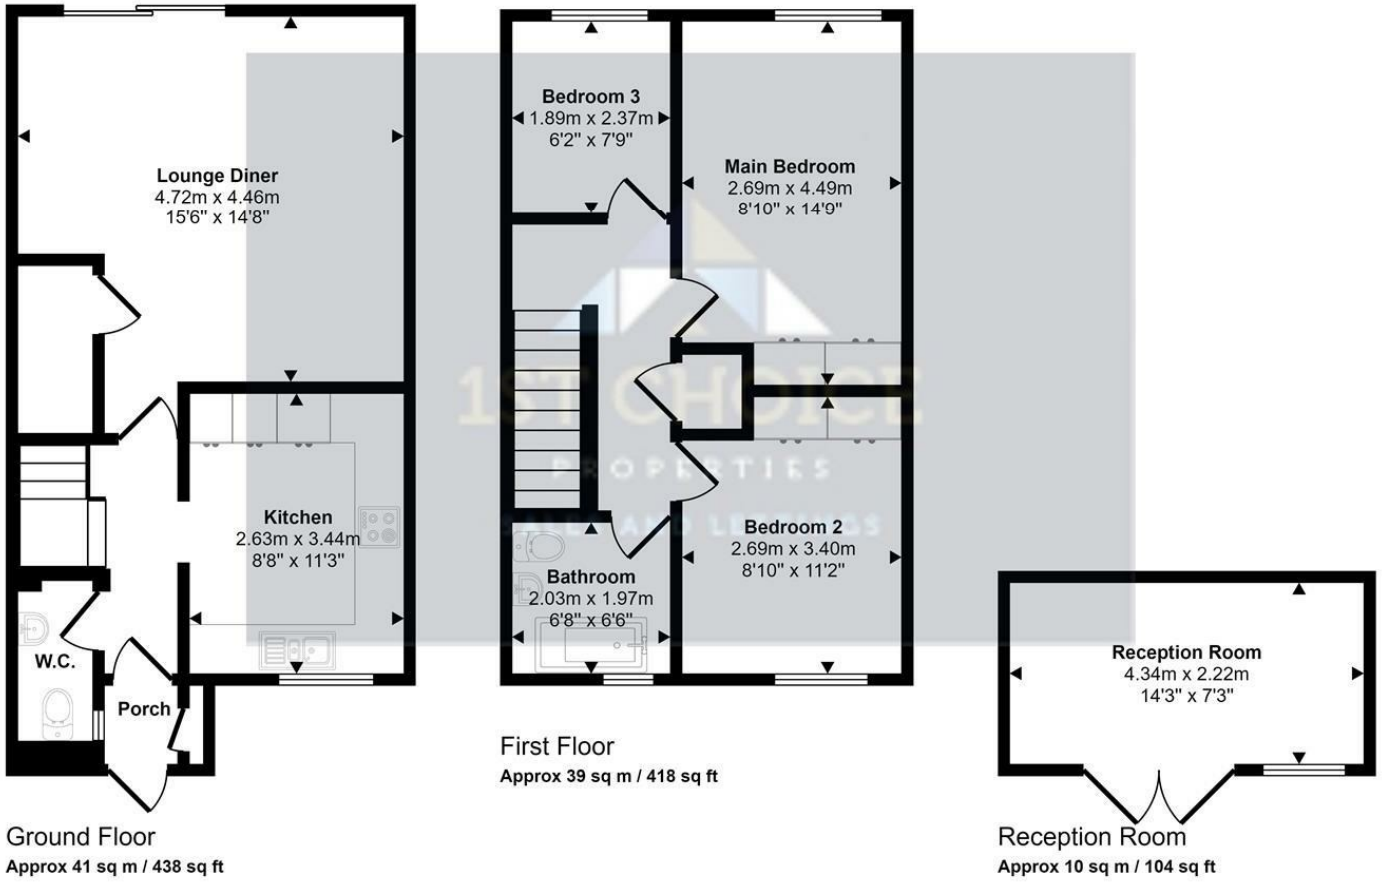 Lounge Diner
4.72m x 4.46m
15'6" x 14'8"
Kitchen
2.63m x 3.44m
8'8" x 11'3"
W.C.
Porch
Ground Floor
Approx 41 sq m / 438 sq ft
Bedroom 3
1.89m x 2.37m
6'2" x 7'9"
Main Bedroom
2.69m x 4.49m
8'10" x 14'9"
Bedroom 2
2.69m x 3.40m
8'10" x 11'2"
Bathroom
2.03m x 1.97m
6'8" x 6'6"
First Floor
Approx 39 sq m / 418 sq ft
Reception Room
4.34m x 2.22m
14'3" x 7'3"
Reception Room
Approx 10 sq m / 104 sq ft
1ST CHOICE
PROPERTIES
SALES AND LETTINGS